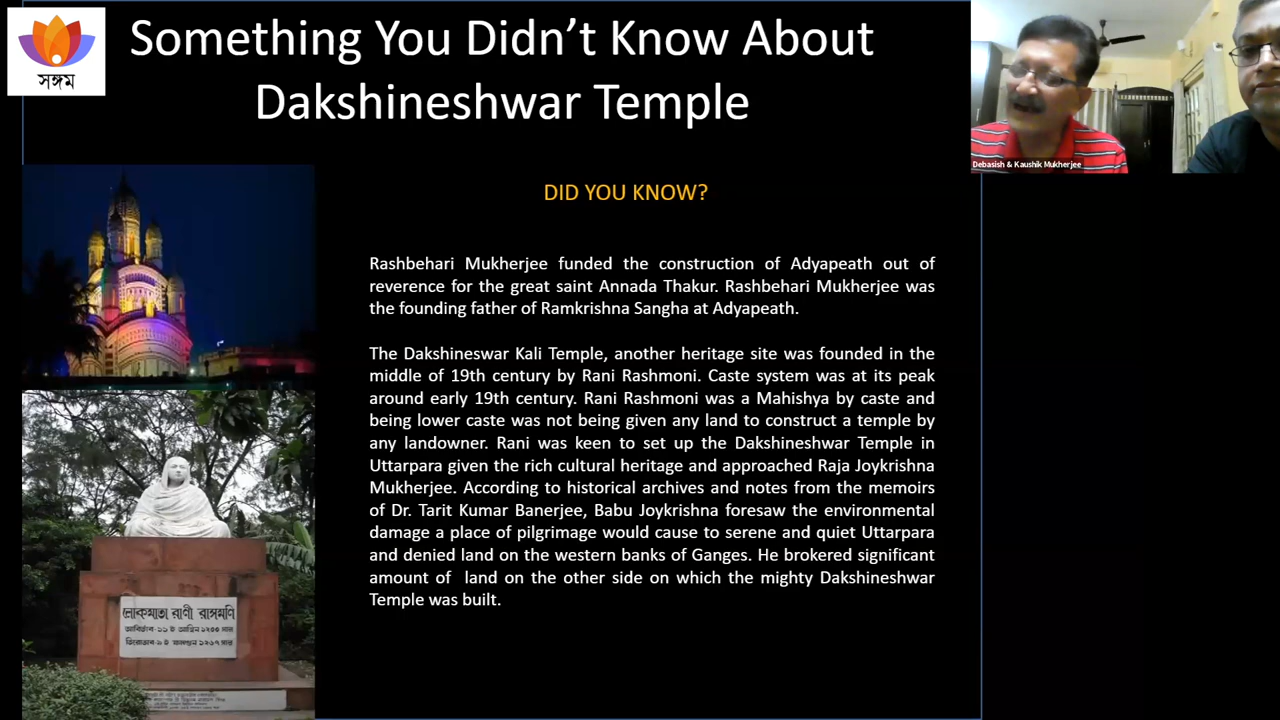 সঙ্গম
Something You Didn't Know About
Dakshineshwar Temple
Debasish & Kaushik Mukherjee
DID YOU KNOW?
Rashbehari Mukherjee funded the construction of Adyapeath out of
reverence for the great saint Annada Thakur. Rashbehari Mukherjee was
the founding father of Ramkrishna Sangha at Adyapeath.
The Dakshineswar Kali Temple, another heritage site was founded in the
middle of 19th century by Rani Rashmoni. Caste system was at its peak
around early 19th century. Rani Rashmoni was a Mahishya by caste and
being lower caste was not being given any land to construct a temple by
any landowner. Rani was keen to set up the Dakshineshwar Temple in
Uttarpara given the rich cultural heritage and approached Raja Joykrishna
Mukherjee. According to historical archives and notes from the memoirs
of Dr. Tarit Kumar Banerjee, Babu Joykrishna foresaw the environmental
damage a place of pilgrimage would cause to serene and quiet Uttarpara
and denied land on the western banks of Ganges. He brokered significant
amount of land on the other side on which the mighty Dakshineshwar
Temple was built.
লোকমাতা রাণী রাসমণি
আবির্ভাব-১১ই আশ্বিন ১২০০ সাল
তিরোভাব-৯ই ফাল্গুন ১২৬৭ সাল